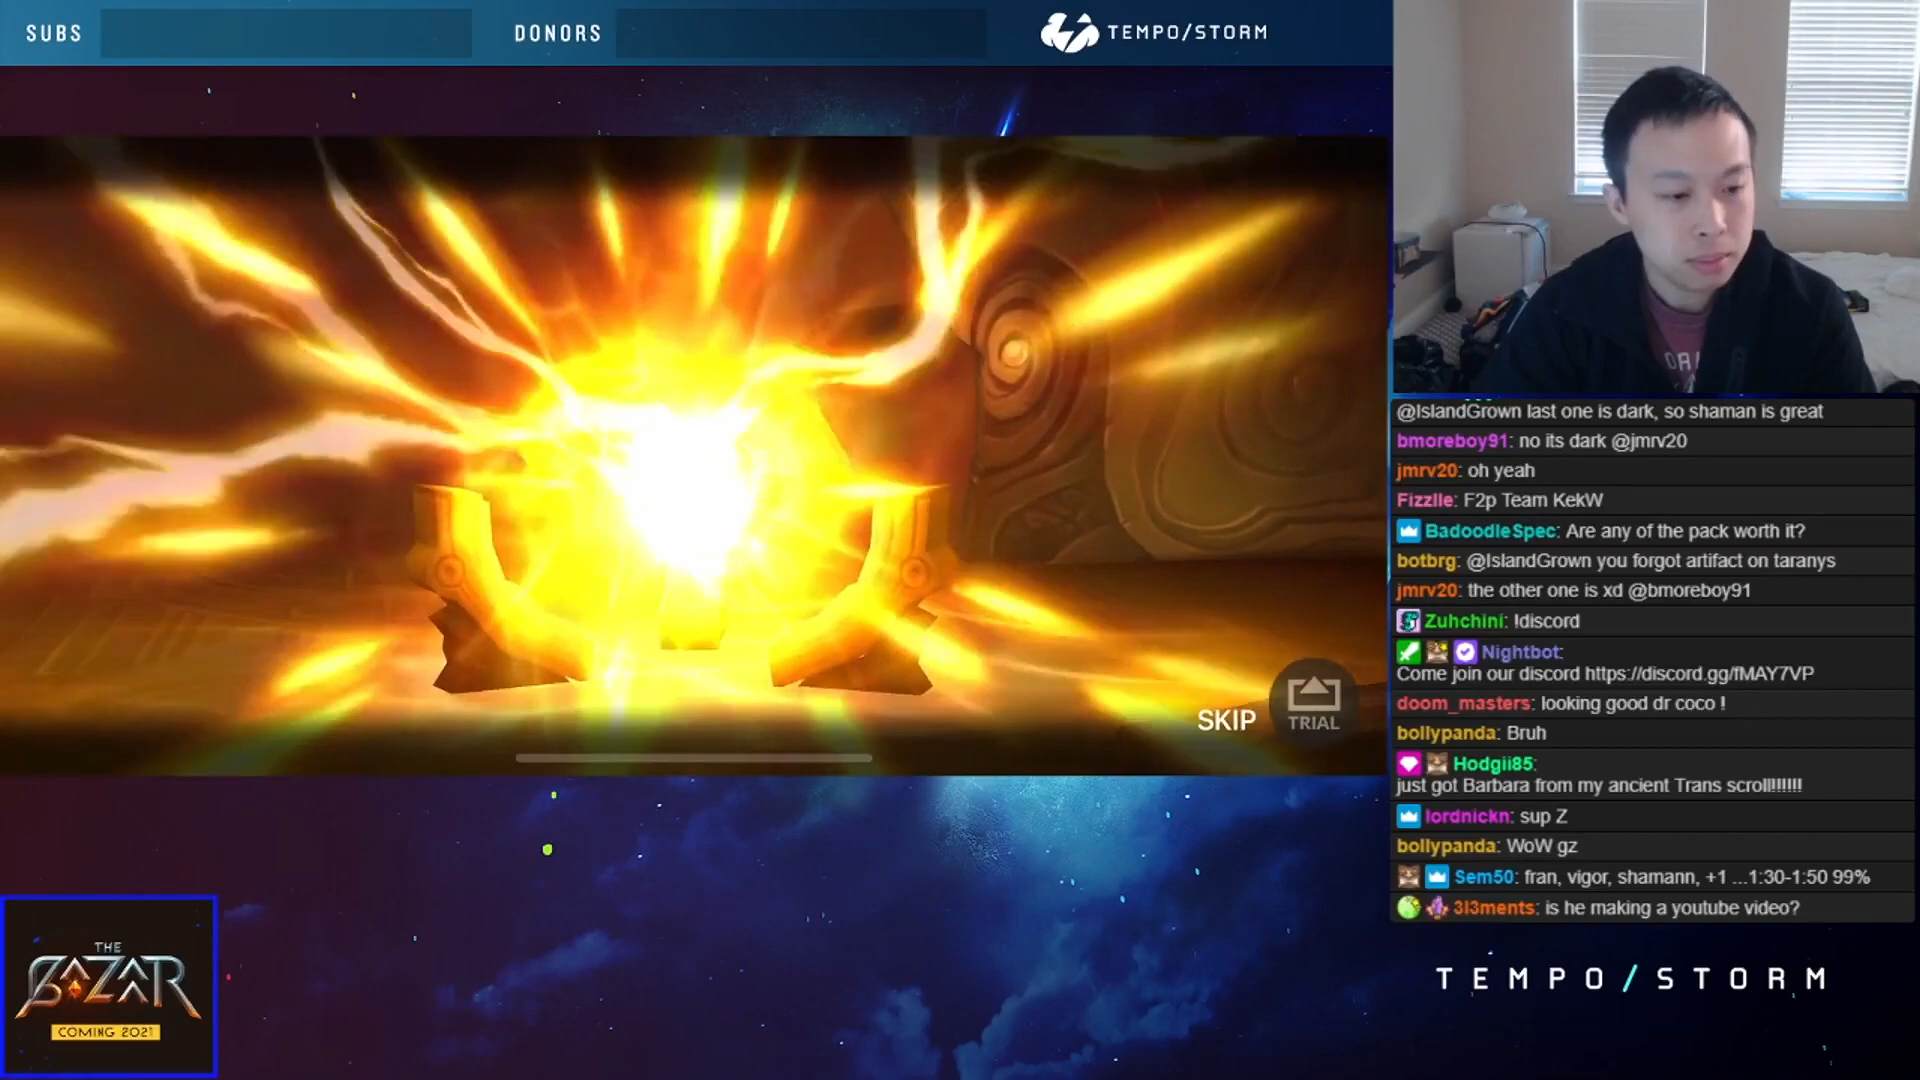 SUBS
DONORS
TEMPO/STORM
@IslandGrown last one is dark, so shaman is great
bmoreboy91: no its dark @jmrv20
jmrv20: oh yeah
Fizzlle: F2p Team KekW
BadoodleSpec: Are any of the pack worth it?
botbrg: @IslandGrown you forgot artifact on taranys
jmrv20: the other one is xd @bmoreboy91
Zuhchini: !discord
Nightbot:
Come join our discord https://discord.gg/fMAY7VP
doom_masters: looking good dr coco !
bollypanda: Bruh
Hodgii85:
just got Barbara from my ancient Trans scroll!!!!!!!
lordnickn: sup Z
bollypanda: WoW gz
Sem50: fran, vigor, shamann, +1 ...1:30-1:50 99%
3l3ments: is he making a youtube video?
SKIP
TRIAL
THE
BAZAAR
COMING 2021
TEMPO/STORM